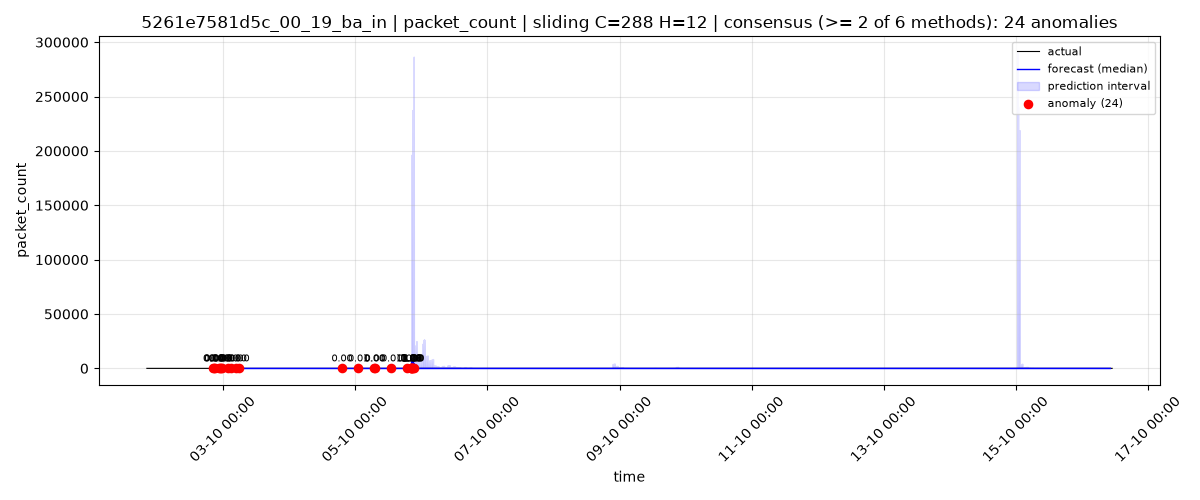 5261e7581d5c_00_19_ba_in | packet_count | sliding C=288 H=12 | consensus (>= 2 of 6 methods): 24 anomalies
300000
250000
200000
150000
100000
50000
0
packet_count
actual
forecast (median)
prediction interval
anomaly (24)
03-10 00:00
05-10 00:00
07-10 00:00
09-10 00:00
11-10 00:00
13-10 00:00
15-10 00:00
17-10 00:00
time